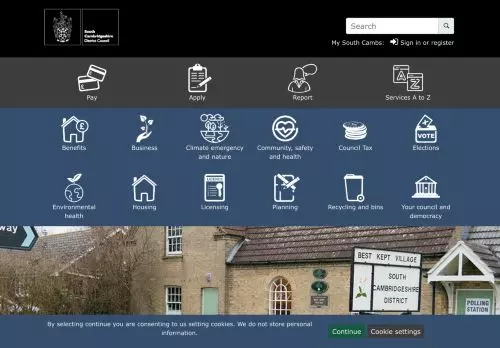 South
Cambridgeshire
District Council
Search
My South Cambs: Sign in or register
Pay
Apply
Report
Services A to Z
A
Z
£
VOTE
Benefits
Business
Climate emergency
and nature
Community, safety
and health
Council Tax
Elections
LICENSED
Environmental
health
Housing
Licensing
Planning
Recycling and bins
Your council and
democracy
way
BEST KEPT VILLAGE
SOUTH
CAMBRIDGESHIRE
DISTRICT
POLLING
STATION
By selecting continue you are consenting to us setting cookies. We do not store personal
information.
Continue
Cookie settings